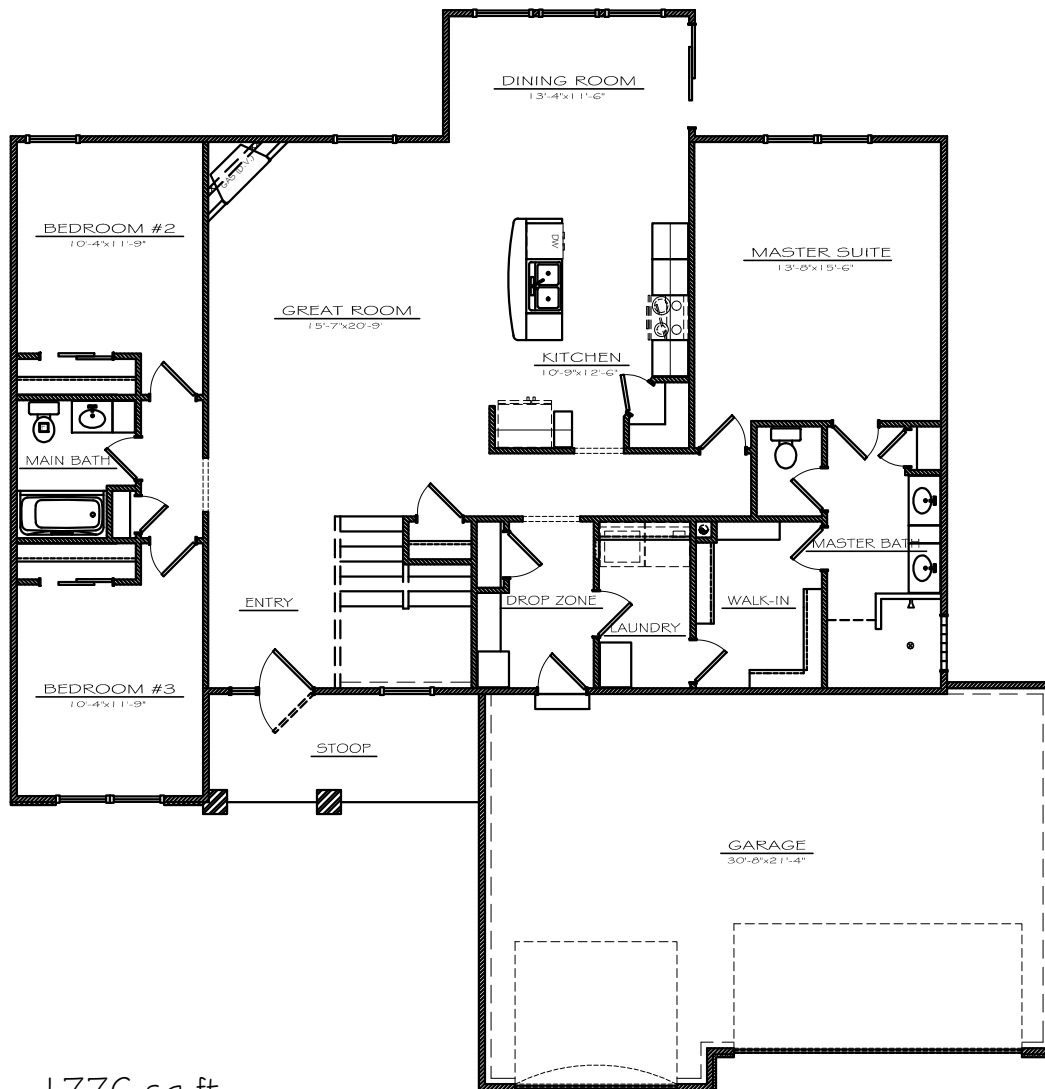 DINING ROOM
13'-4"x11'-6"
GAS (D.V.)
BEDROOM #2
10'-4"x11'-9"
DW
MASTER SUITE
13'-8"x15'-6"
GREAT ROOM
15'-7"x20'-9'
KITCHEN
10'-9"x12'-6"
MAIN BATH
MASTER BATH
ENTRY
DROP ZONE
WALK-IN
LAUNDRY
BEDROOM #3
10'-4"x11'-9"
STOOP
GARAGE
30'-8"x21'-4"
1776 sq ft